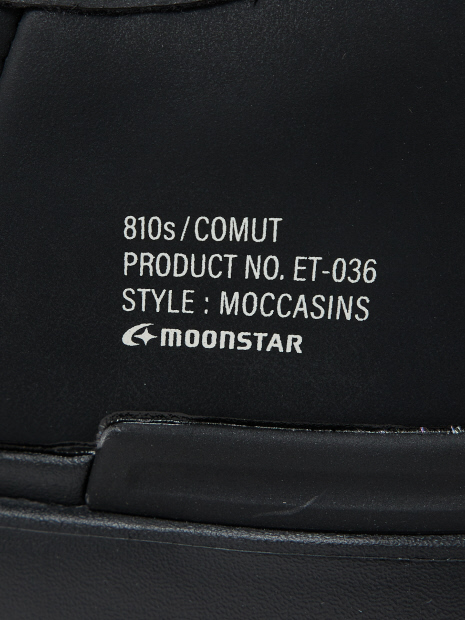 810s/COMUT
PRODUCT NO. ET-036
STYLE : MOCCASINS
MOONSTAR